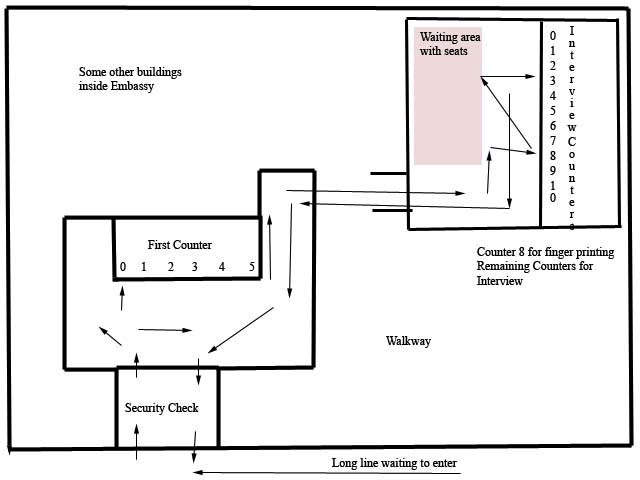 Waiting area
with seats
Interview Counters
0
1
2
3
4
5
6
7
8
9
1
0
Some other buildings
inside Embassy
First Counter
0 1 2 3 4 5
Counter 8 for finger printing
Remaining Counters for
Interview
Walkway
Security Check
Long line waiting to enter